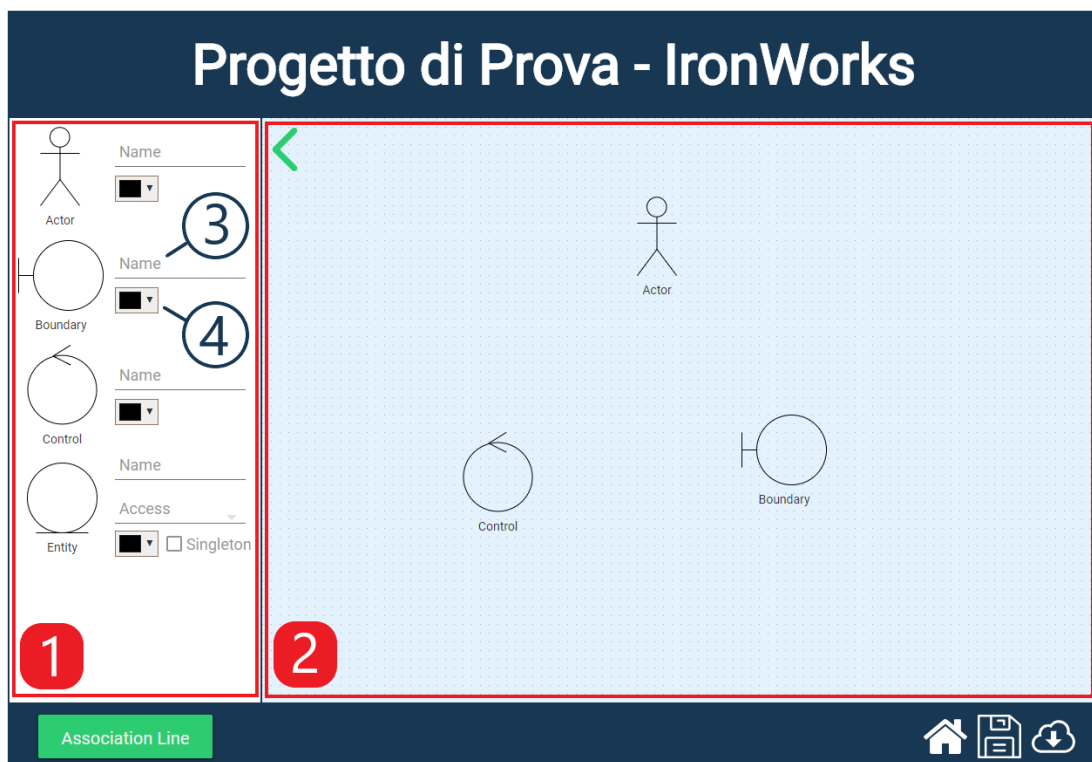 Progetto di Prova - IronWorks
Name
Actor
3
Name
4
Boundary
Name
Control
Name
Access
Entity
Singleton
1
Actor
Boundary
Control
2
Association Line